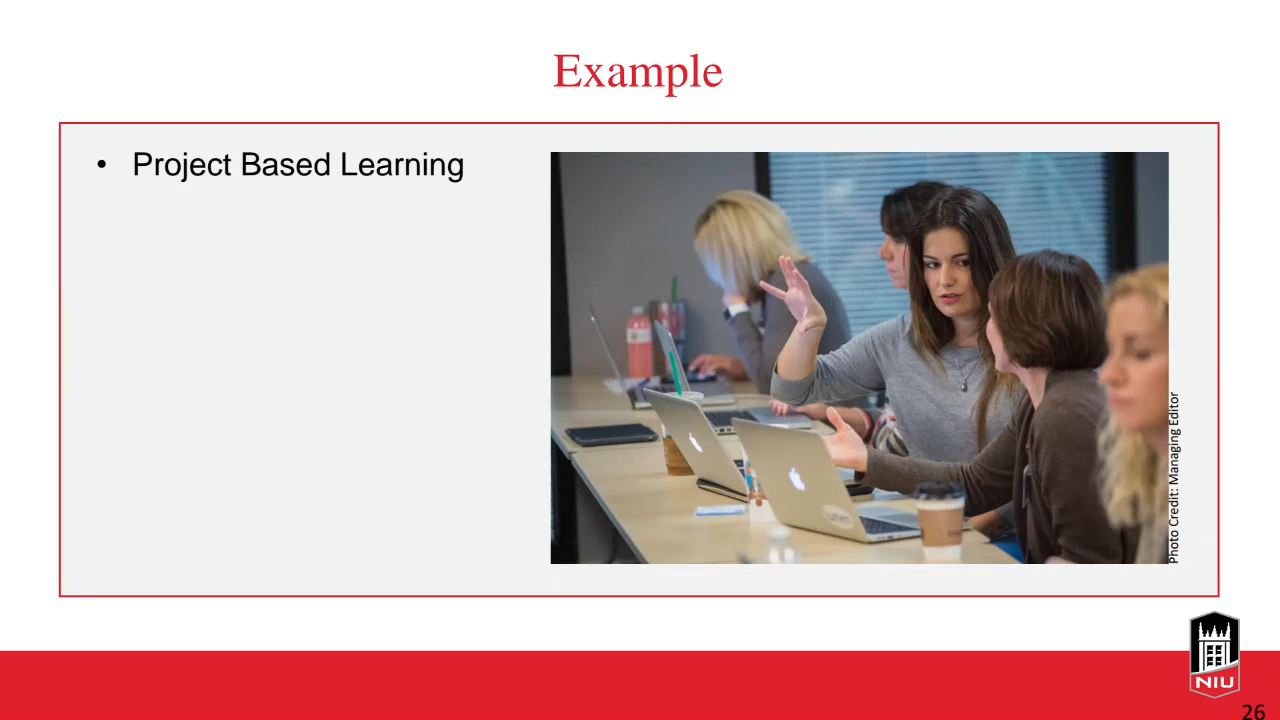 Example
• Project Based Learning
Photo Credit: Managing Editor
NIU
26